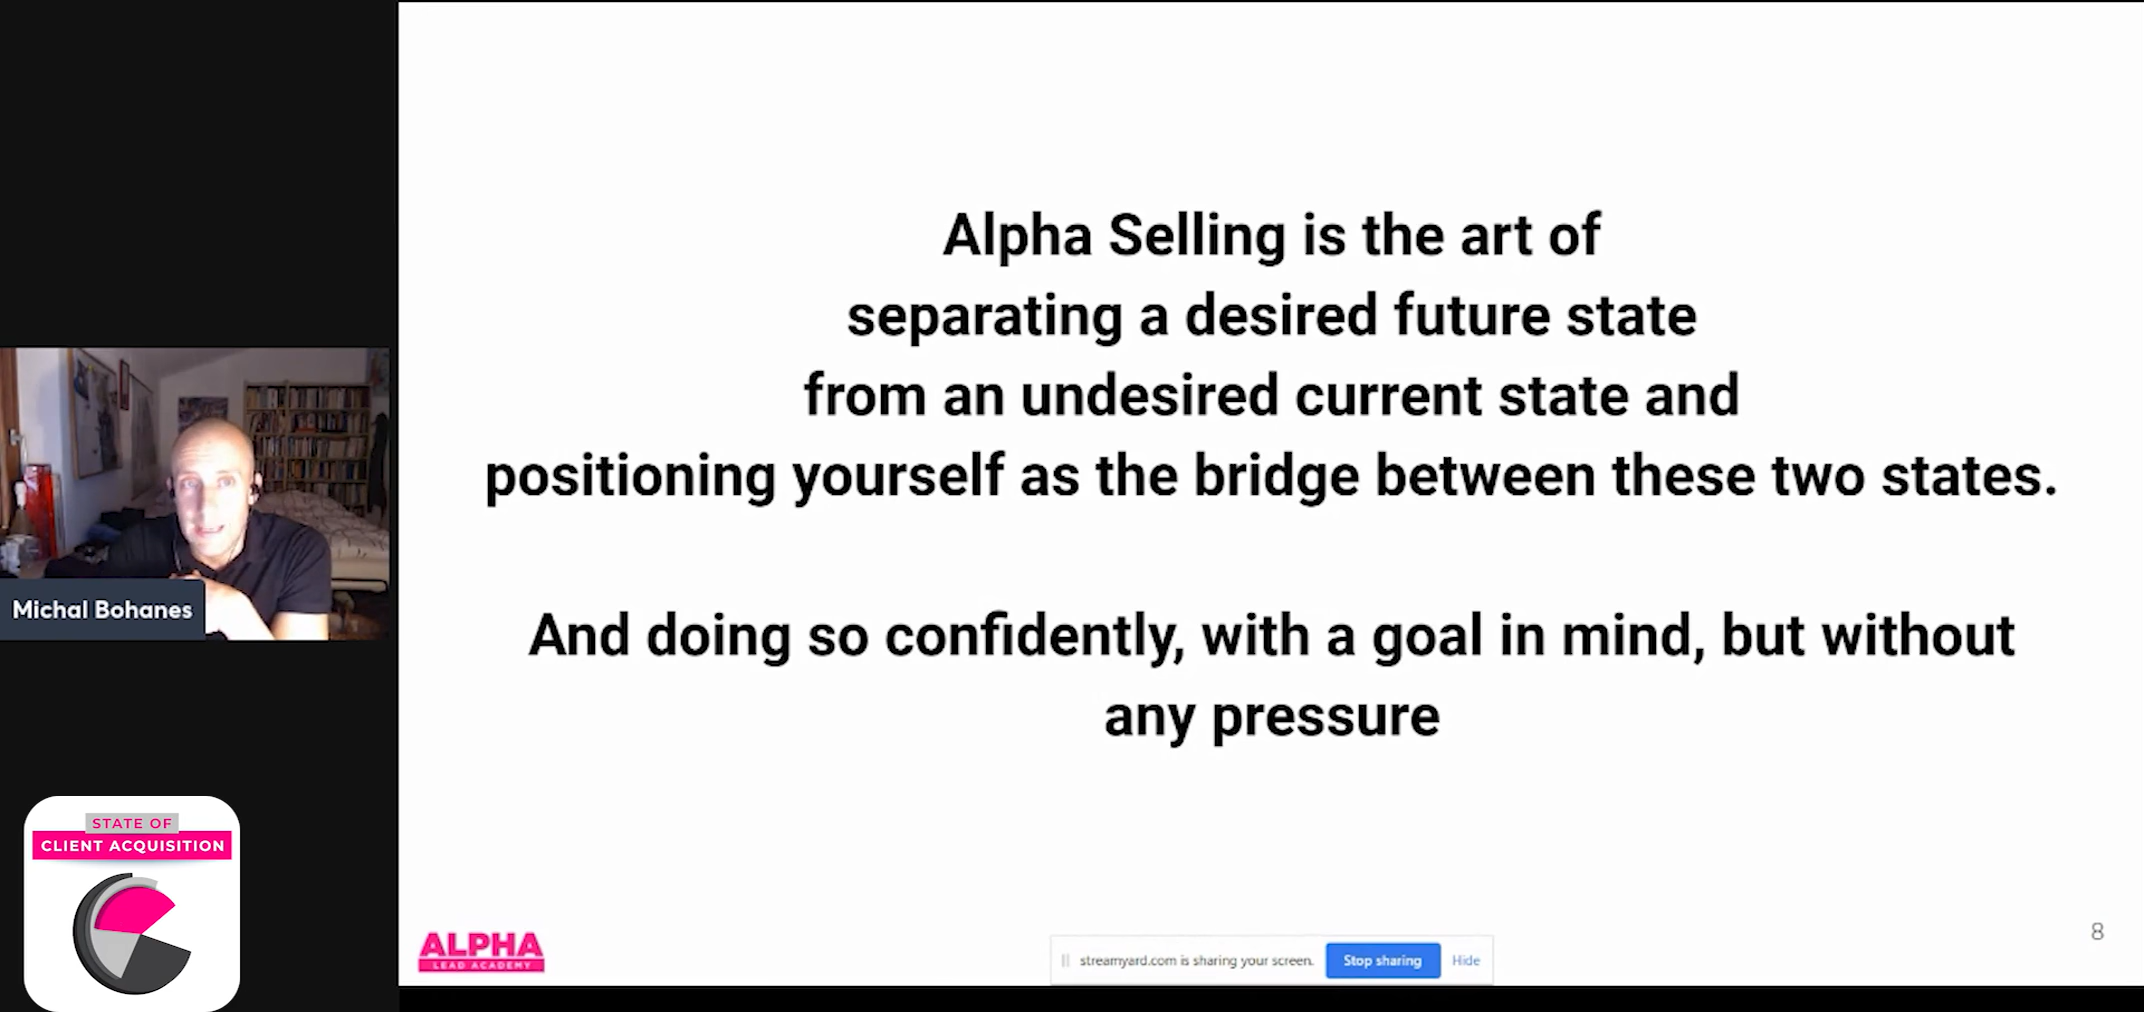 Alpha Selling is the art of
separating a desired future state
from an undesired current state and
positioning yourself as the bridge between these two states.
And doing so confidently, with a goal in mind, but without
any pressure
Michal Bohanes
STATE OF
CLIENT ACQUISITION
ALPHA
LEAD ACADEMY
streamyard.com is sharing your screen.
Stop sharing
Hide
8